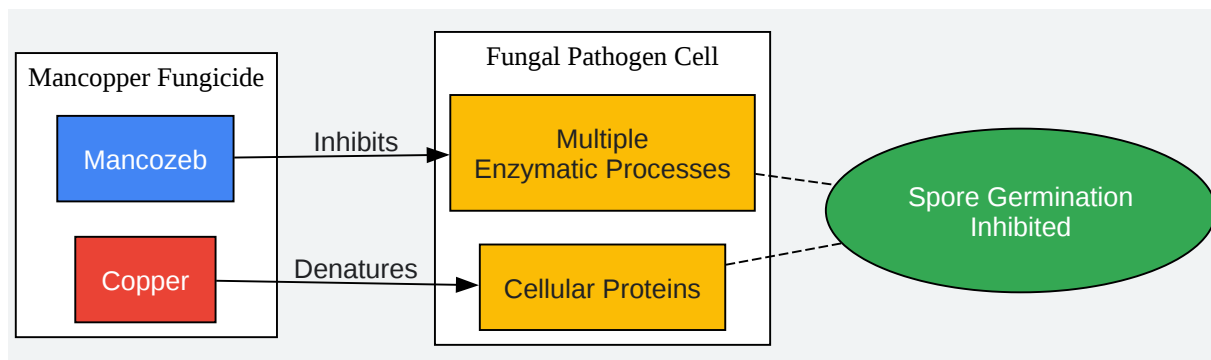 Mancopper Fungicide
Mancozeb
Copper
Inhibits
Denatures
Fungal Pathogen Cell
Multiple
Enzymatic Processes
Cellular Proteins
Spore Germination
Inhibited